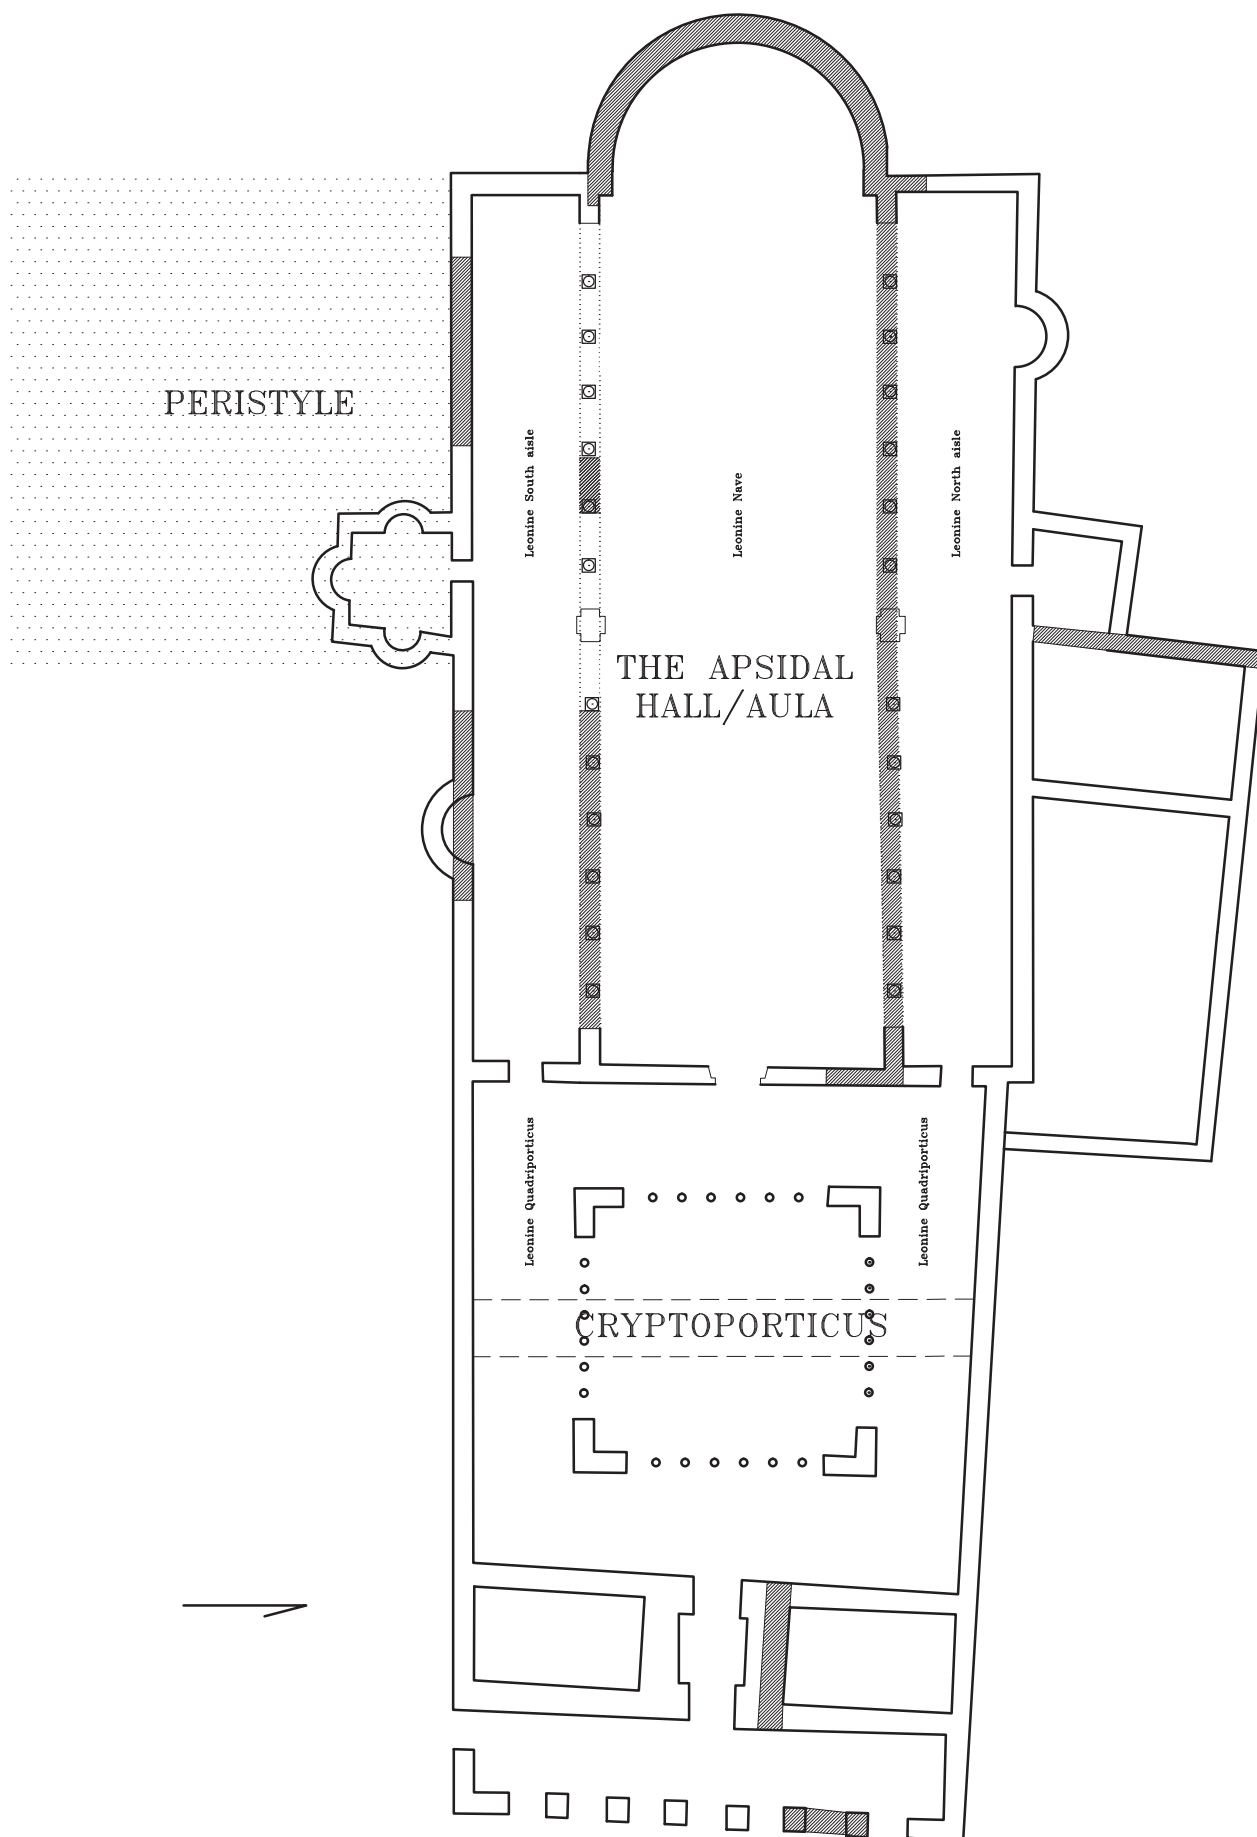 PERISTYLE
Leonine South aisle
Leonine Nave
Leonine North aisle
THE APSIDAL
HALL/AULA
Leonine Quadriporticus
Leonine Quadriporticus
CRYPTOPORTICUS